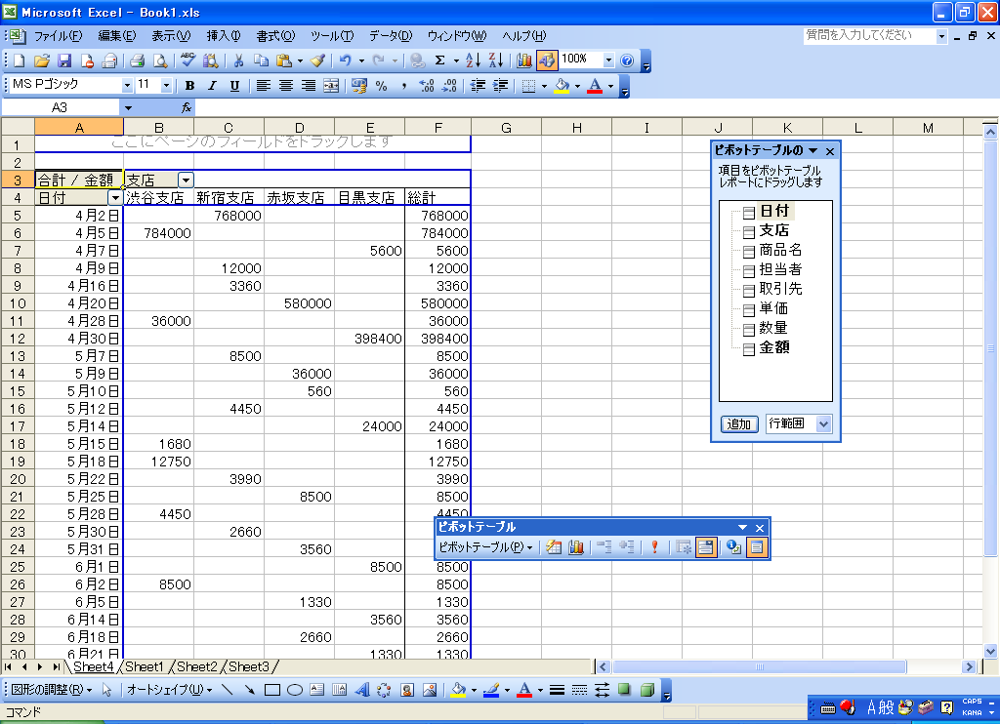 Microsoft Excel - Book1.xls
ファイル(F) 編集(E) 表示(V) 挿入(I) 書式(O) ツール(T) データ(D) ウィンドウ(W) ヘルプ(H) 質問を入力してください
100%
MS Pゴシック 11 B I U
A3 fx
A B C D E F G H I J K L M
1 ここにページのフィールドをドラッグします
2
3 合計 / 金額 支店
4 日付 渋谷支店 新宿支店 赤坂支店 目黒支店 総計
5 4月2日 768000 768000
6 4月5日 784000 784000
7 4月7日 5600 5600
8 4月9日 12000 12000
9 4月16日 3360 3360
10 4月20日 580000 580000
11 4月28日 36000 36000
12 4月30日 398400 398400
13 5月7日 8500 8500
14 5月9日 36000 36000
15 5月10日 560 560
16 5月12日 4450 4450
17 5月14日 24000 24000
18 5月15日 1680 1680
19 5月18日 12750 12750
20 5月22日 3990 3990
21 5月25日 8500 8500
22 5月28日 4450 4450
23 5月30日 2660
24 5月31日 3560
25 6月1日 8500 8500
26 6月2日 8500 8500
27 6月5日 1330 1330
28 6月14日 3560 3560
29 6月18日 2660 2660
30 6月21日 1330 1330
ピボットテーブルの
項目をピボットテーブル
レポートにドラッグします
日付
支店
商品名
担当者
取引先
単価
数量
金額
追加 行範囲
ピボットテーブル
ピボットテーブル(P)
Sheet4 Sheet1 Sheet2 Sheet3
図形の調整(R) オートシェイプ(U)
コマンド
A 般 CAPS
KANA